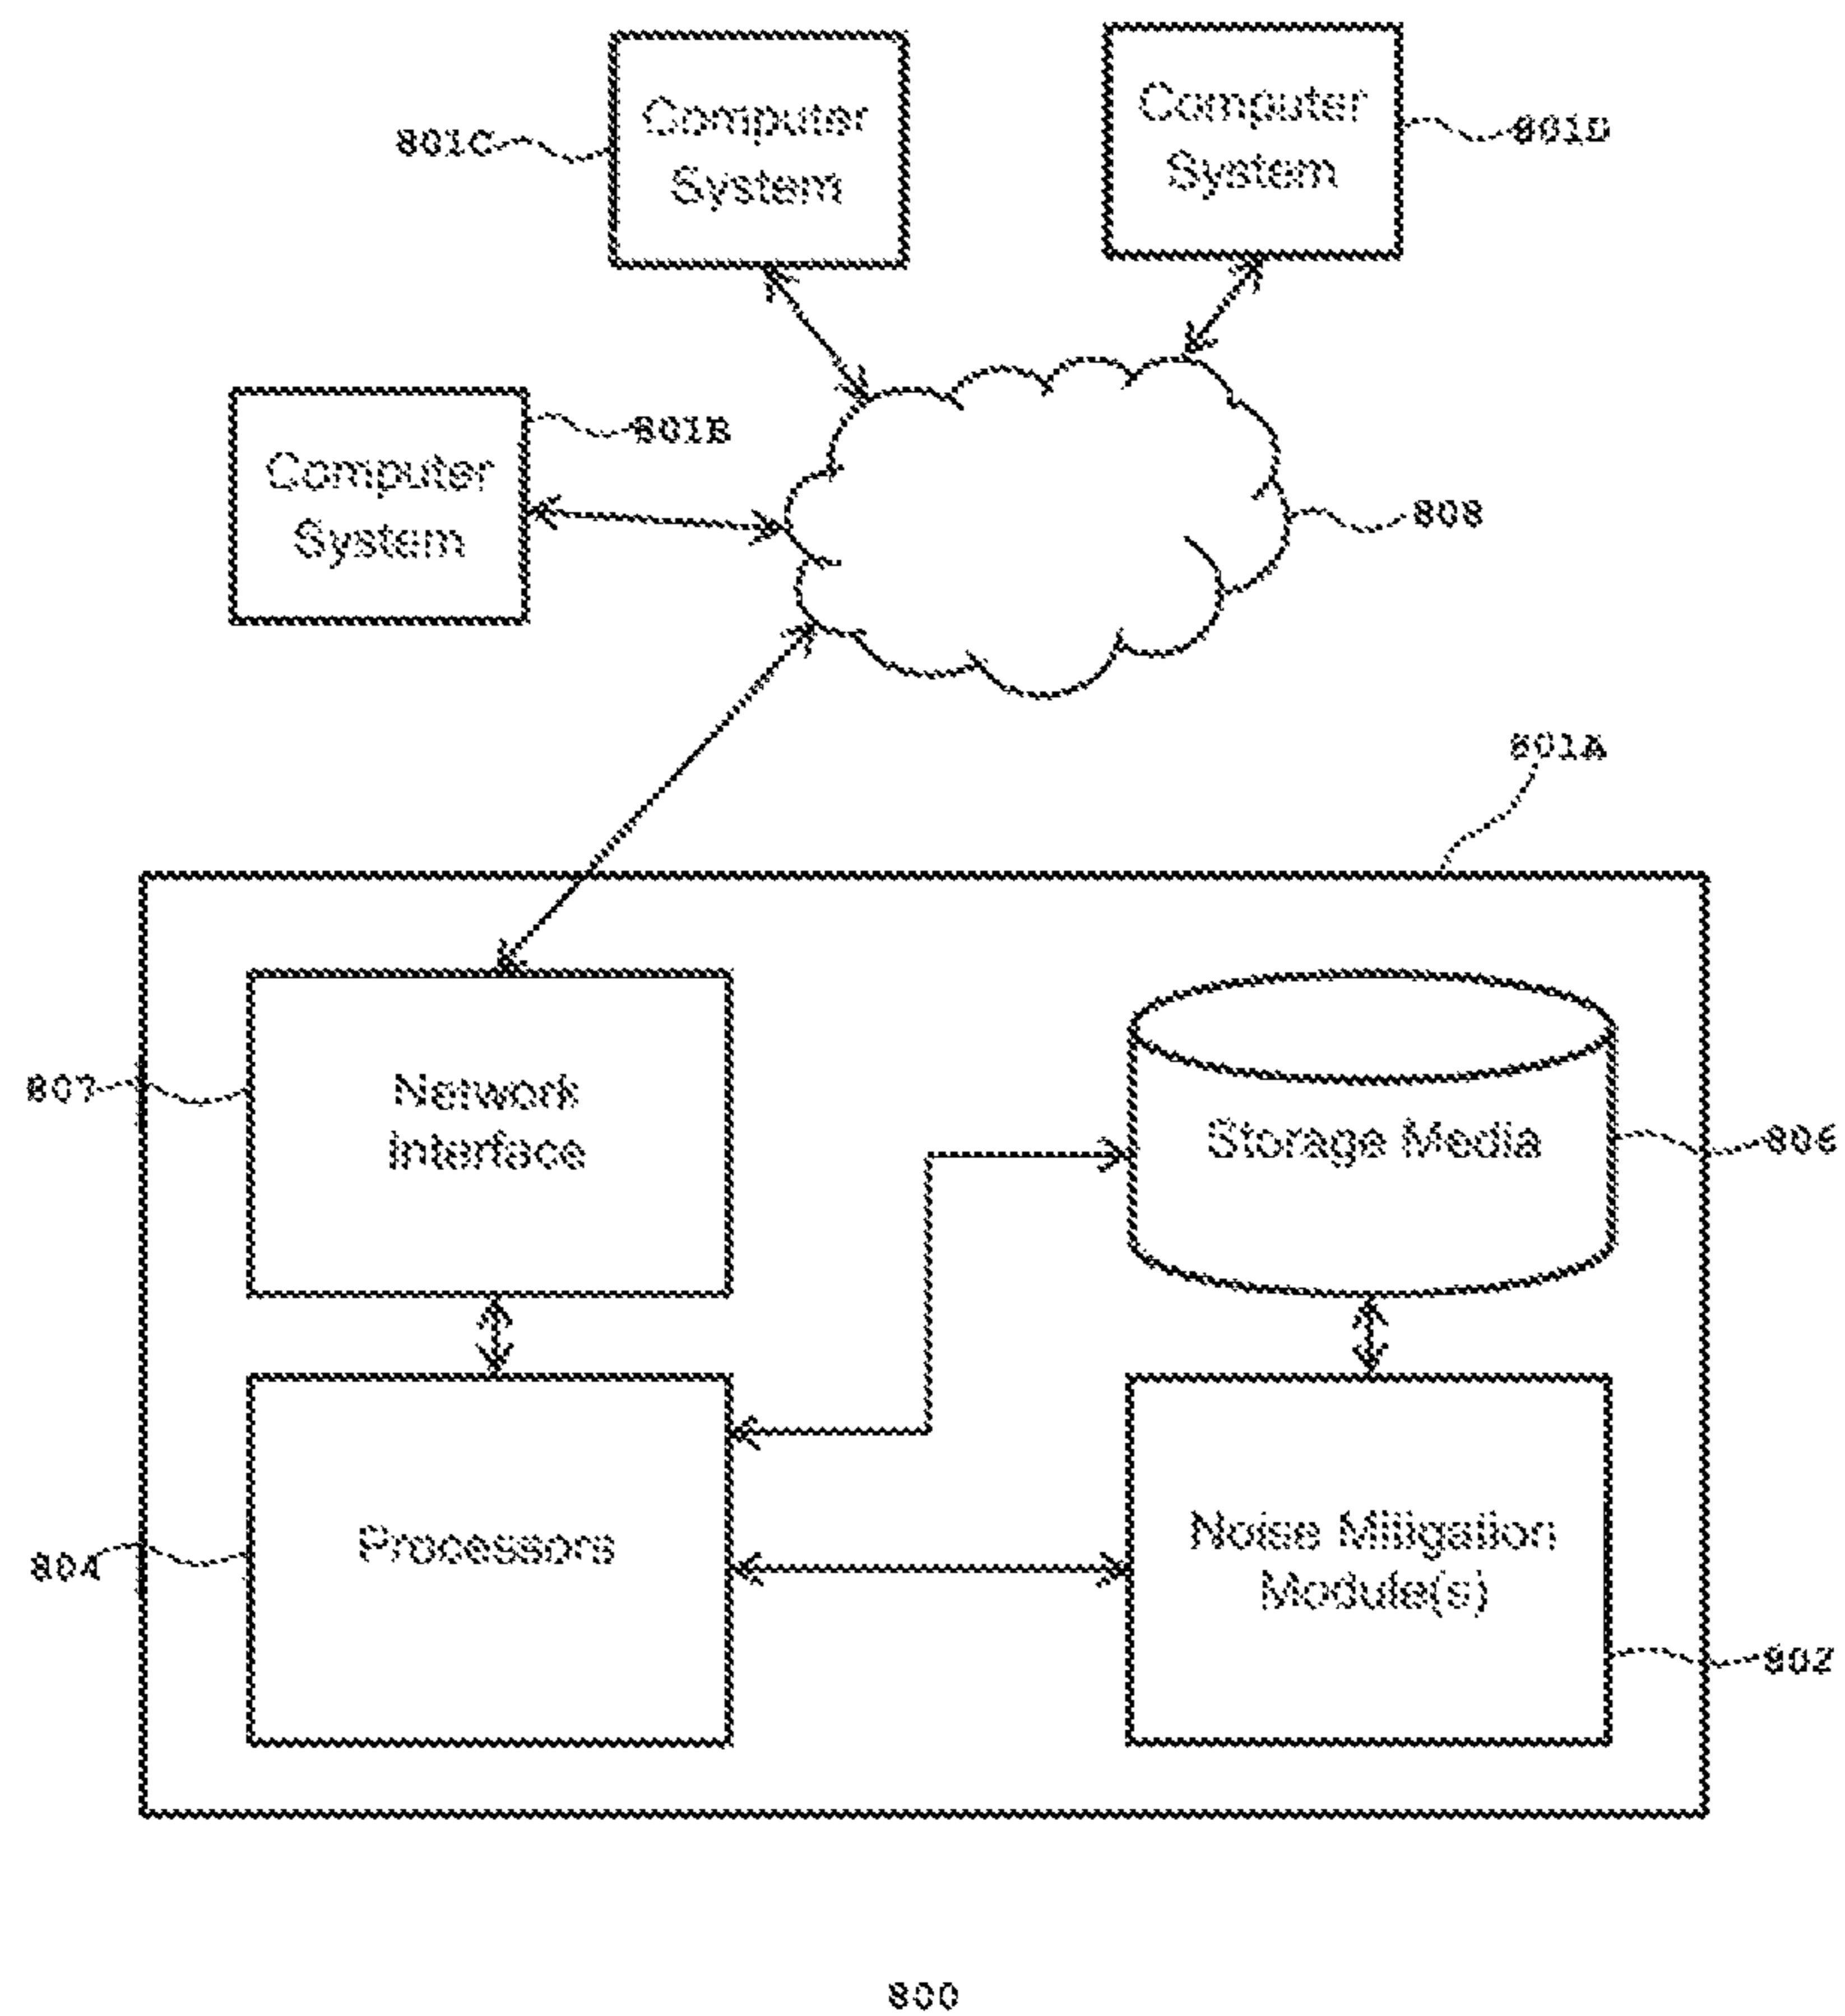 801C
Computer
System
Computer
System
801D
801B
Computer
System
808
801A
807
Network
Interface
Storage Media
806
804
Processors
Noise Mitigation
Module(s)
802
800